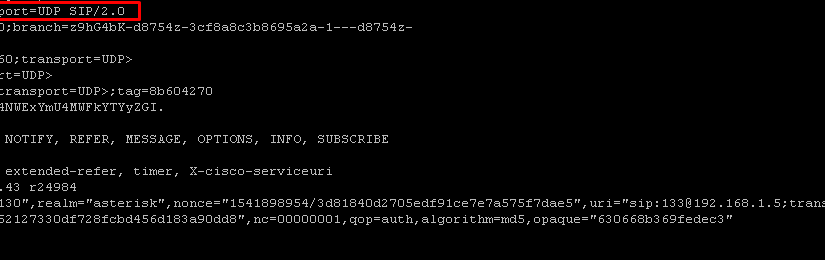 port=UDP SIP/2.0
0;branch=z9hG4bK-d8754z-3cf8a8c3b8695a2a-1---d8754z-
60;transport=UDP>
rt=UDP>
transport=UDP>;tag=8b604270
4NWExYmU4MWFkYTYyZGI.
NOTIFY, REFER, MESSAGE, OPTIONS, INFO, SUBSCRIBE
extended-refer, timer, X-cisco-serviceuri
.43 r24984
130",realm="asterisk",nonce="1541898954/3d81840d2705edf91ce7e7a575f7dae5",uri="sip:133@192.168.1.5;trans
52127330df728fcbd456d183a90dd8",nc=00000001,qop=auth,algorithm=md5,opaque="630668b369fedec3"